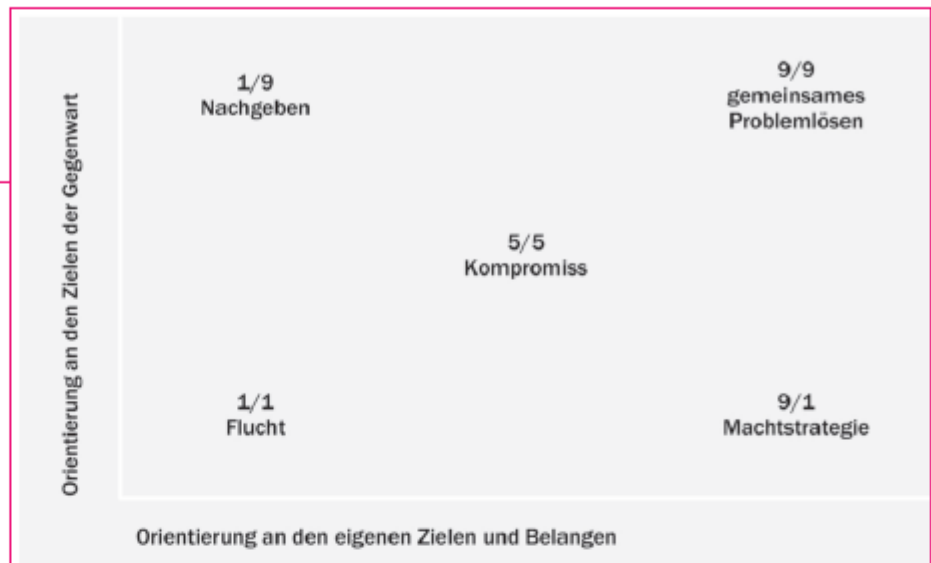 1/9
Nachgeben
9/9
gemeinsames
Problemlösen
5/5
Kompromiss
1/1
Flucht
9/1
Machtstrategie
Orientierung an den Zielen der Gegenwart
Orientierung an den eigenen Zielen und Belangen